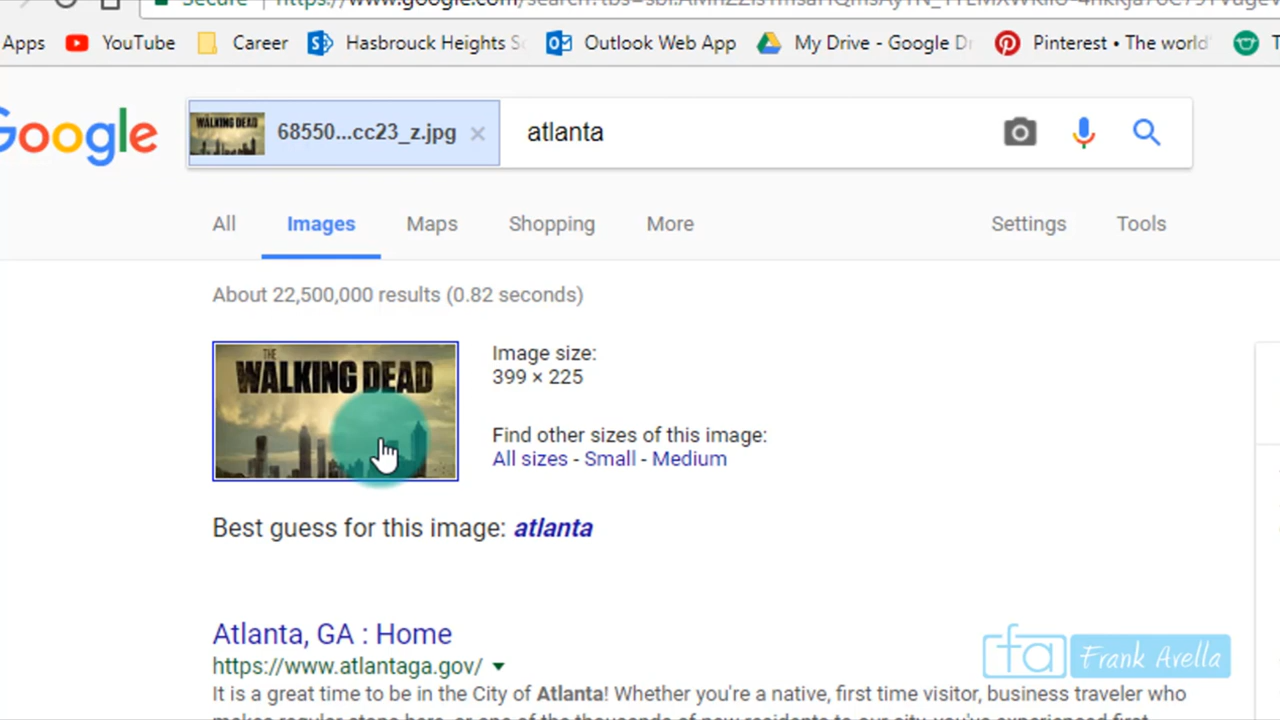 Secure
Apps YouTube Career Hasbrouck Heights Outlook Web App My Drive - Google Pinterest • The world'
Google WALKING DEAD 68550...cc23_z.jpg × atlanta
All Images Maps Shopping More Settings Tools
About 22,500,000 results (0.82 seconds)
THE
WALKING DEAD
Image size:
399 × 225
Find other sizes of this image:
All sizes - Small - Medium
Best guess for this image: atlanta
Atlanta, GA : Home
https://www.atlantaga.gov/
It is a great time to be in the City of Atlanta! Whether you're a native, first time visitor, business traveler who
fa Frank Avella